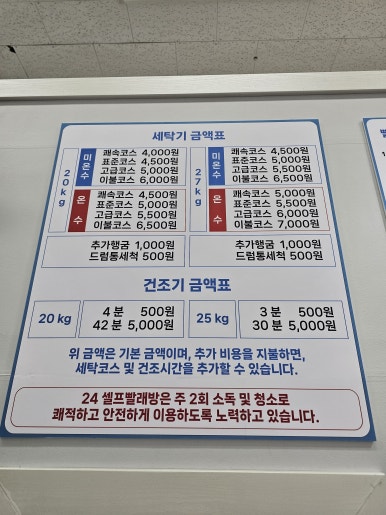 세탁기 금액표
20kg
미온수
쾌속코스 4,000원
표준코스 4,500원
고급코스 5,000원
이불코스 6,000원
온수
쾌속코스 4,500원
표준코스 5,000원
고급코스 5,500원
이불코스 6,500원
추가행굼 1,000원
드럼통세척 500원
27kg
미온수
쾌속코스 4,500원
표준코스 5,000원
고급코스 5,500원
이불코스 6,500원
온수
쾌속코스 5,000원
표준코스 5,500원
고급코스 6,000원
이불코스 7,000원
추가행굼 1,000원
드럼통세척 500원
건조기 금액표
20 kg
4 분 500원
42 분 5,000원
25 kg
3 분 500원
30 분 5,000원
위 금액은 기본 금액이며, 추가 비용을 지불하면,
세탁코스 및 건조시간을 추가할 수 있습니다.
24 셀프빨래방은 주 2회 소독 및 청소로
쾌적하고 안전하게 이용하도록 노력하고 있습니다.